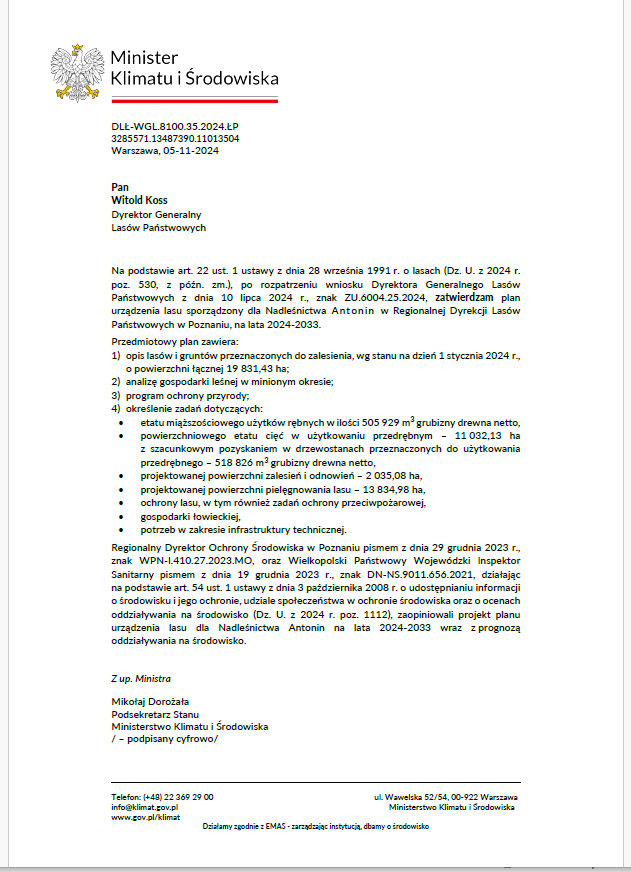 Minister
Klimatu i Środowiska
DLŁ-WGL.8100.35.2024.ŁP
3285571.13487390.11013504
Warszawa, 05-11-2024
Pan
Witold Koss
Dyrektor Generalny
Lasów Państwowych
Na podstawie art. 22 ust. 1 ustawy z dnia 28 września 1991 r. o lasach (Dz. U. z 2024 r.
poz. 530, z późn. zm.), po rozpatrzeniu wniosku Dyrektora Generalnego Lasów
Państwowych z dnia 10 lipca 2024 r., znak ZU.6004.25.2024, zatwierdzam plan
urządzenia lasu sporządzony dla Nadleśnictwa Antonin w Regionalnej Dyrekcji Lasów
Państwowych w Poznaniu, na lata 2024-2033.
Przedmiotowy plan zawiera:
1) opis lasów i gruntów przeznaczonych do zalesienia, wg stanu na dzień 1 stycznia 2024 r.,
o powierzchni łącznej 19 831,43 ha;
2) analizę gospodarki leśnej w minionym okresie;
3) program ochrony przyrody;
4) określenie zadań dotyczących:
• etatu miąższościowego użytków rębnych w ilości 505 929 m³ grubizny drewna netto,
• powierzchniowego etatu cięć w użytkowaniu przedrębnym – 11 032,13 ha
z szacunkowym pozyskaniem w drzewostanach przeznaczonych do użytkowania
przedrębnego – 518 826 m³ grubizny drewna netto,
• projektowanej powierzchni zalesień i odnowień – 2 035,08 ha,
• projektowanej powierzchni pielęgnowania lasu – 13 834,98 ha,
• ochrony lasu, w tym również zadań ochrony przeciwpożarowej,
• gospodarki łowieckiej,
• potrzeb w zakresie infrastruktury technicznej.
Regionalny Dyrektor Ochrony Środowiska w Poznaniu pismem z dnia 29 grudnia 2023 r.,
znak WPN-I.410.27.2023.MO, oraz Wielkopolski Państwowy Wojewódzki Inspektor
Sanitarny pismem z dnia 19 grudnia 2023 r., znak DN-NS.9011.656.2021, działając
na podstawie art. 54 ust. 1 ustawy z dnia 3 października 2008 r. o udostępnianiu informacji
o środowisku i jego ochronie, udziale społeczeństwa w ochronie środowiska oraz o ocenach
oddziaływania na środowisko (Dz. U. z 2024 r. poz. 1112), zaopiniowali projekt planu
urządzenia lasu dla Nadleśnictwa Antonin na lata 2024-2033 wraz z prognozą
oddziaływania na środowisko.
Z up. Ministra
Mikołaj Dorożała
Podsekretarz Stanu
Ministerstwo Klimatu i Środowiska
/ – podpisany cyfrowo/
Telefon: (+48) 22 369 29 00 ul. Wawelska 52/54, 00-922 Warszawa
info@klimat.gov.pl Ministerstwo Klimatu i Środowiska
www.gov.pl/klimat
Działamy zgodnie z EMAS - zarządzając instytucją, dbamy o środowisko